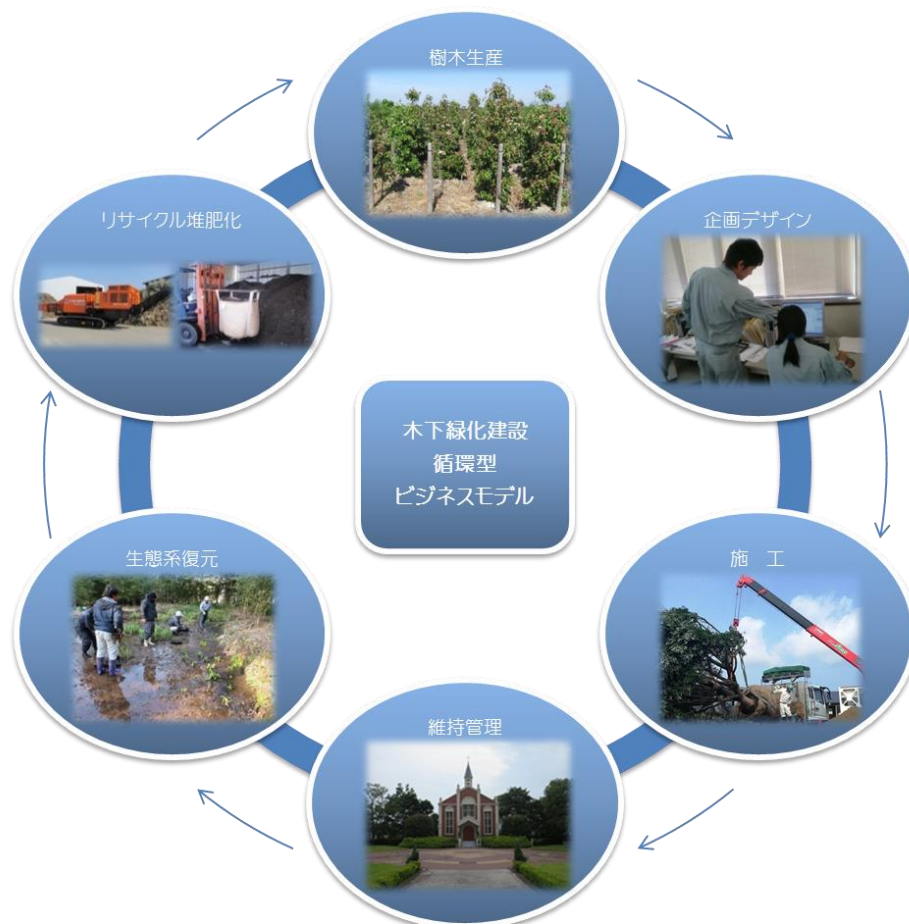 樹木生産
企画デザイン
施　工
維持管理
生態系復元
リサイクル堆肥化
木下緑化建設
循環型
ビジネスモデル